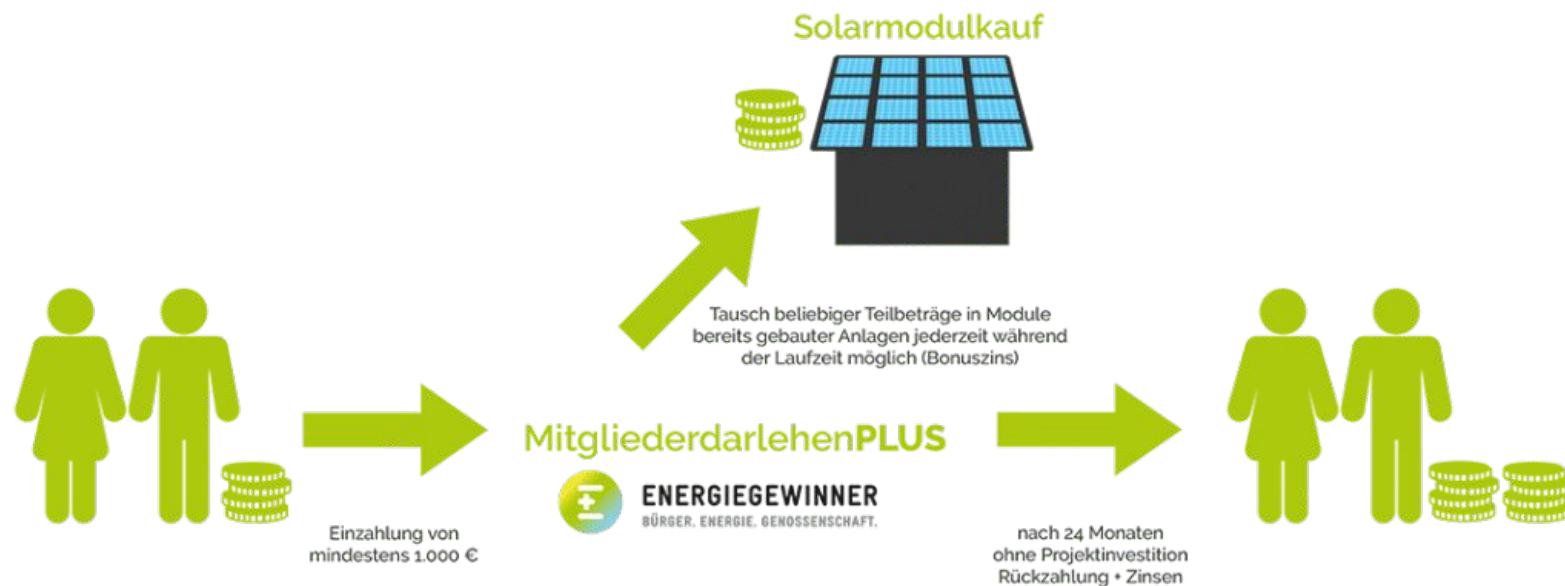 Solarmodulkauf
Tausch beliebiger Teilbeträge in Module
bereits gebauter Anlagen jederzeit während
der Laufzeit möglich (Bonuszins)
MitgliederdarlehenPLUS
ENERGIEGEWINNER
BÜRGER. ENERGIE. GENOSSENSCHAFT.
Einzahlung von
mindestens 1.000 €
nach 24 Monaten
ohne Projektinvestition
Rückzahlung + Zinsen